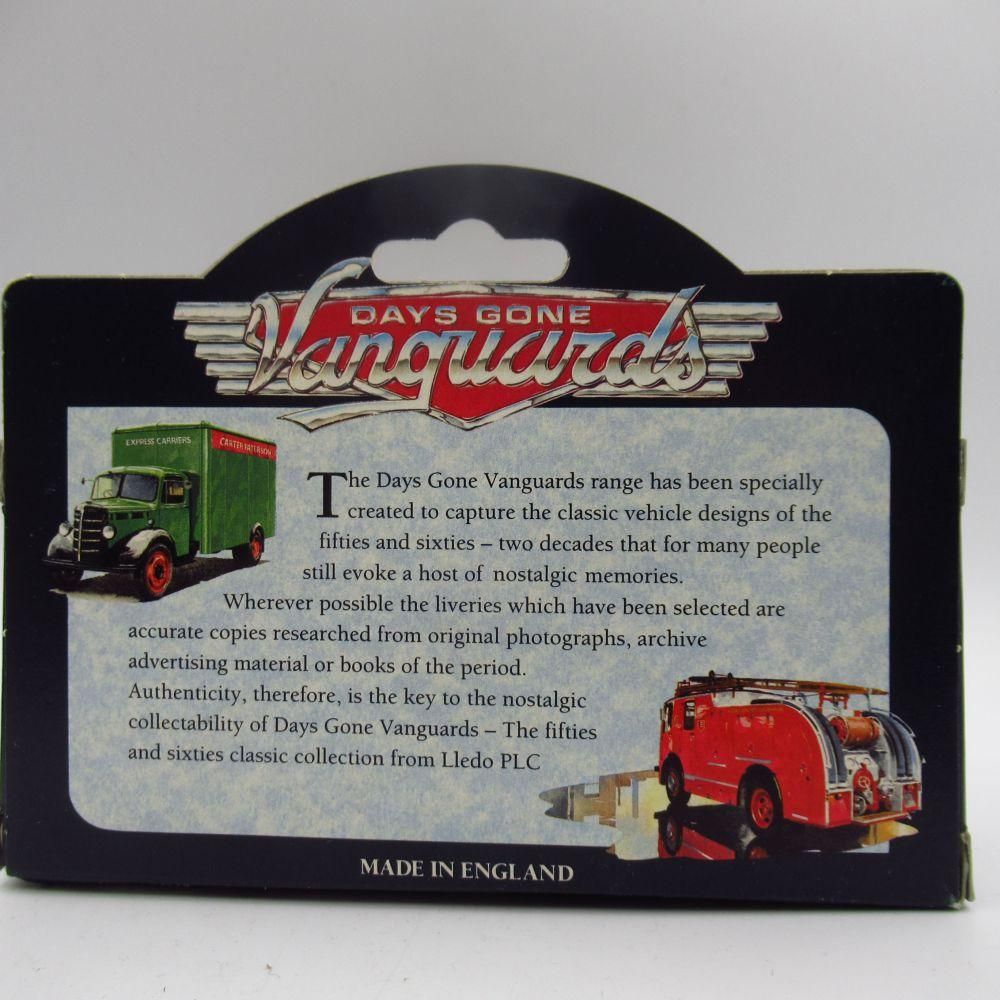 DAYS GONE
Vanguards
EXPRESS CARRIERS
CARTER PATERSON
The Days Gone Vanguards range has been specially
created to capture the classic vehicle designs of the
fifties and sixties – two decades that for many people
still evoke a host of nostalgic memories.
Wherever possible the liveries which have been selected are
accurate copies researched from original photographs, archive
advertising material or books of the period.
Authenticity, therefore, is the key to the nostalgic
collectability of Days Gone Vanguards – The fifties
and sixties classic collection from Lledo PLC
MADE IN ENGLAND